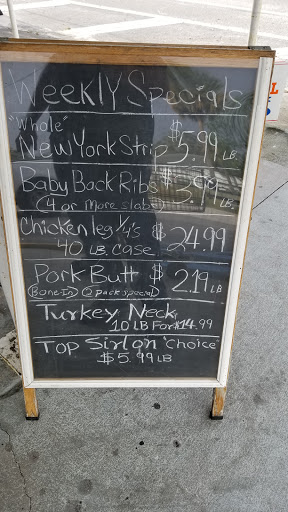 Weekly Specials
"Whole"
New York Strip $5.99 LB.
Baby Back Ribs $3.99 LB.
(4 or More slabs)
Chicken leg 1/4's
40 LB. Case $24.99
Pork Butt $2.19 LB
(Bone-In) (2 pack special)
Turkey Neck,
10 LB For $14.99
Top Sirlon "Choice"
$5.99 LB